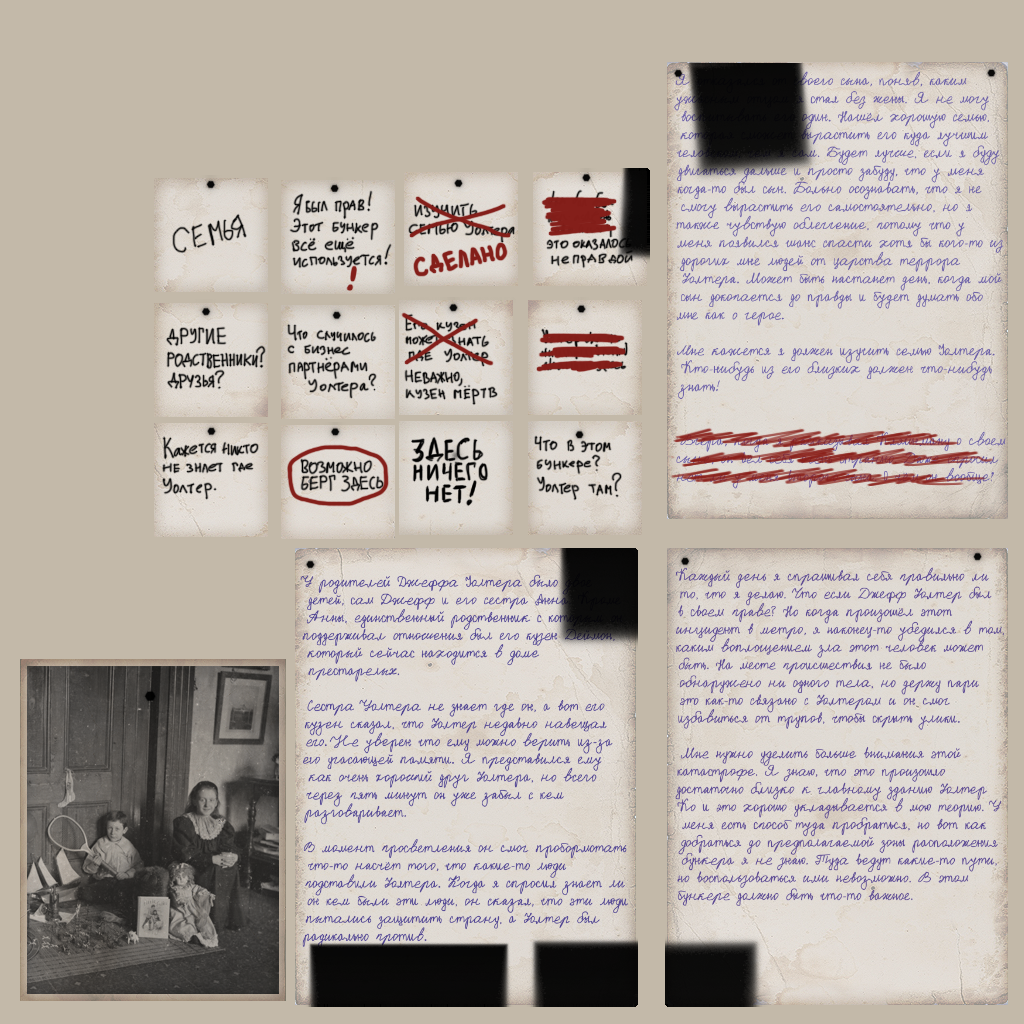 СЕМЬЯ
Я был прав!
Этот бункер
всё ещё
используется!
!
ИЗУЧИТЬ
СЕМЬЮ Уолтера
СДЕЛАНО
это оказалось
неправдой
ДРУГИЕ
РОДСТВЕННИКИ?
ДРУЗЬЯ?
Что случилось
с бизнес
партнёрами
Уолтера?
Его кузен
может знать
где Уолтер
НЕВАЖНО,
КУЗЕН МЁРТВ
Кажется никто
не знает где
Уолтер.
ВОЗМОЖНО
БЕРГ ЗДЕСЬ
ЗДЕСЬ
НИЧЕГО
НЕТ!
Что в этом
бункере?
Уолтер там?
Я своего сына, поняв, каким
я стал без жены. Я не могу
один. Нашёл хорошую семью,
вырастить его куда лучшим
сам. Будет лучше, если я буду
двигаться дальше и просто забуду, что у меня
когда-то был сын. Больно осознавать, что я не
смогу вырастить его самостоятельно, но я
также чувствую облегчение, потому что у
меня появился шанс спасти хотя бы кого-то из
дорогих мне людей от царства террора
Уолтера. Может быть настанет день, когда мой
сын докопается до правды и будет думать обо
мне как о герое.
Мне кажется я должен изучить семью Уолтера.
Кто-нибудь из его близких должен что-нибудь
знать!
Вчера, когда о своем
вообще!
У родителей Джеффа Уолтера было двое
детей, сам Джефф и его сестра Анна.
Анны, единственный родственник с которым он
поддерживал отношения был его кузен Деймон,
который сейчас находится в доме
престарелых.
Сестра Уолтера не знает где он, а вот его
кузен сказал, что Уолтер недавно навещал
его. Не уверен что ему можно верить из-за
его угасающей памяти. Я представился ему
как очень хороший друг Уолтера, но всего
через пять минут он уже забыл с кем
разговаривает.
В момент просветления он смог пробормотать
что-то насчёт того, что какие-то люди
подставили Уолтера. Когда я спросил знает ли
он кем были эти люди, он сказал, что эти люди
пытались защитить страну, а Уолтер был
радикально против.
Каждый день я спрашивал себя правильно ли
то, что я делаю. Что если Джефф Уолтер был
в своем праве? Но когда произошёл этот
инцидент в метро, я наконец-то убедился в том,
каким воплощением зла этот человек может
быть. На месте происшествия не было
обнаружено ни одного тела, но держу пари
это как-то связано с Уолтером и он смог
избавиться от трупов, чтобы скрыть улики.
Мне нужно уделить больше внимания этой
катастрофе. Я знаю, что это произошло
достаточно близко к главному зданию Уолтер
Ко и это хорошо укладывается в мою теорию. У
меня есть способ туда пробраться, но вот как
добраться до предполагаемой зоны расположения
бункера я не знаю. Туда ведут какие-то пути,
но воспользоваться ими невозможно. В этом
бункере должно быть что-то важное.